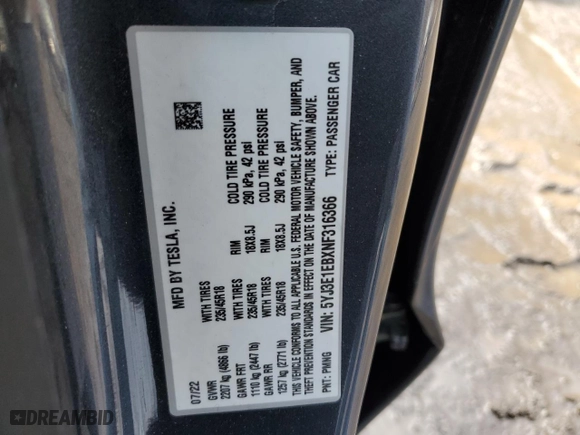 MFD BY TESLA, INC.
07/22
GVWR WITH TIRES RIM COLD TIRE PRESSURE
2207 kg (4866 lb) 235/45R18 18X8.5J 290 kPa, 42 psi
GAWR FRT WITH TIRES RIM COLD TIRE PRESSURE
1110 kg (2447 lb) 235/45R18 18X8.5J 290 kPa, 42 psi
GAWR RR
1257 kg (2771 lb)
THIS VEHICLE CONFORMS TO ALL APPLICABLE U.S. FEDERAL MOTOR VEHICLE SAFETY, BUMPER, AND
THEFT PREVENTION STANDARDS IN EFFECT ON THE DATE OF MANUFACTURE SHOWN ABOVE.
VIN: 5YJ3E1EBXNF316366
PNT: PMNG TYPE: PASSENGER CAR
DREAMBID